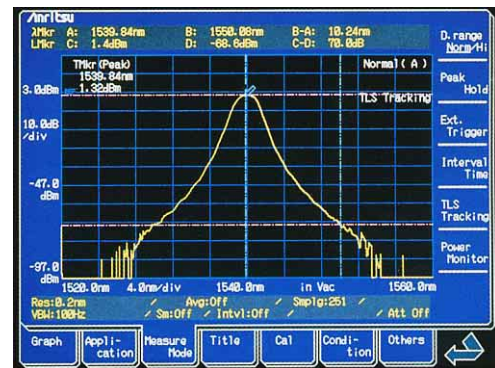 Anritsu
λMkr A: 1539.84nm B: 1550.08nm B-A: 10.24nm
LMkr C: 1.4dBm D: -68.6dBm C-D: 70.0dB
TMkr(Peak)
1539.84nm
1.32dBm
Normal(A)
TLS Tracking
3.0dBm
10.0dB
/div
-47.0
dBm
-97.0
dBm
1520.0nm 4.0nm/div 1540.0nm in Vac 1560.0nm
Res:0.2nm / Avg:Off / Smplg:251 /
VBW:100Hz / Sm:Off / Intvl:Off / / Att Off
D.range
Norm/Hi
Peak
Hold
Ext.
Trigger
Interval
Time
TLS
Tracking
Power
Monitor
Graph
Appli-
cation
Measure
Mode
Title
Cal
Condi-
tion
Others